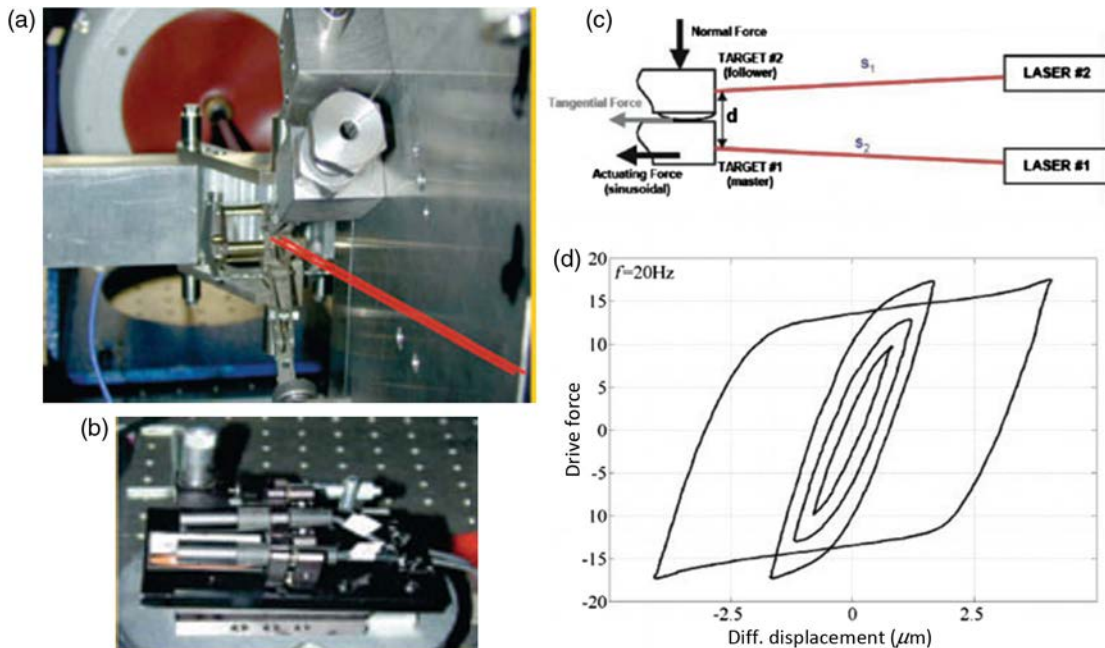 (a)
(b)
(c)
Normal Force
TARGET #2
(follower)
s1
LASER #2
Tangential Force
d
Actuating Force
(sinusoidal)
TARGET #1
(master)
s2
LASER #1
(d)
f=20Hz
20
15
10
5
0
-5
-10
-15
-20
Drive force
-2.5
0
2.5
Diff. displacement (μm)